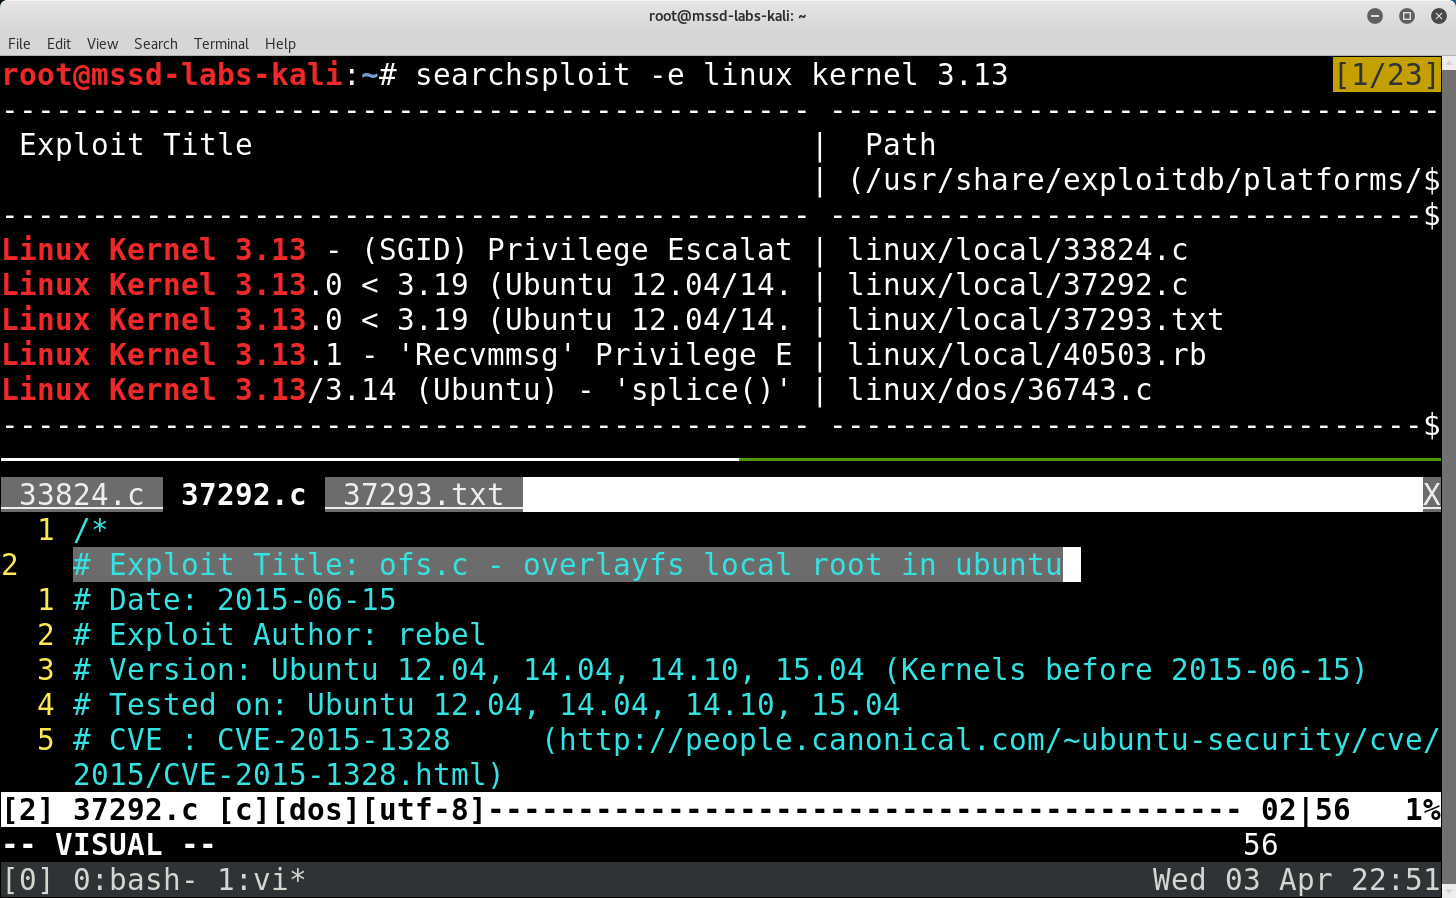 root@mssd-labs-kali: ~
File Edit View Search Terminal Help
root@mssd-labs-kali:~# searchsploit -e linux kernel 3.13 [1/23]
--------------------------------------------- ----------------------------------
 Exploit Title                               |  Path
                                             | (/usr/share/exploitdb/platforms/$
--------------------------------------------- ---------------------------------$
Linux Kernel 3.13 - (SGID) Privilege Escalat | linux/local/33824.c
Linux Kernel 3.13.0 < 3.19 (Ubuntu 12.04/14. | linux/local/37292.c
Linux Kernel 3.13.0 < 3.19 (Ubuntu 12.04/14. | linux/local/37293.txt
Linux Kernel 3.13.1 - 'Recvmmsg' Privilege E | linux/local/40503.rb
Linux Kernel 3.13/3.14 (Ubuntu) - 'splice()' | linux/dos/36743.c
--------------------------------------------- ---------------------------------$
33824.c 37292.c 37293.txt X
1 /*
2 # Exploit Title: ofs.c - overlayfs local root in ubuntu
1 # Date: 2015-06-15
2 # Exploit Author: rebel
3 # Version: Ubuntu 12.04, 14.04, 14.10, 15.04 (Kernels before 2015-06-15)
4 # Tested on: Ubuntu 12.04, 14.04, 14.10, 15.04
5 # CVE : CVE-2015-1328     (http://people.canonical.com/~ubuntu-security/cve/
2015/CVE-2015-1328.html)
[2] 37292.c [c][dos][utf-8]------------------------------------------ 02|56   1%
-- VISUAL -- 56
[0] 0:bash- 1:vi* Wed 03 Apr 22:51